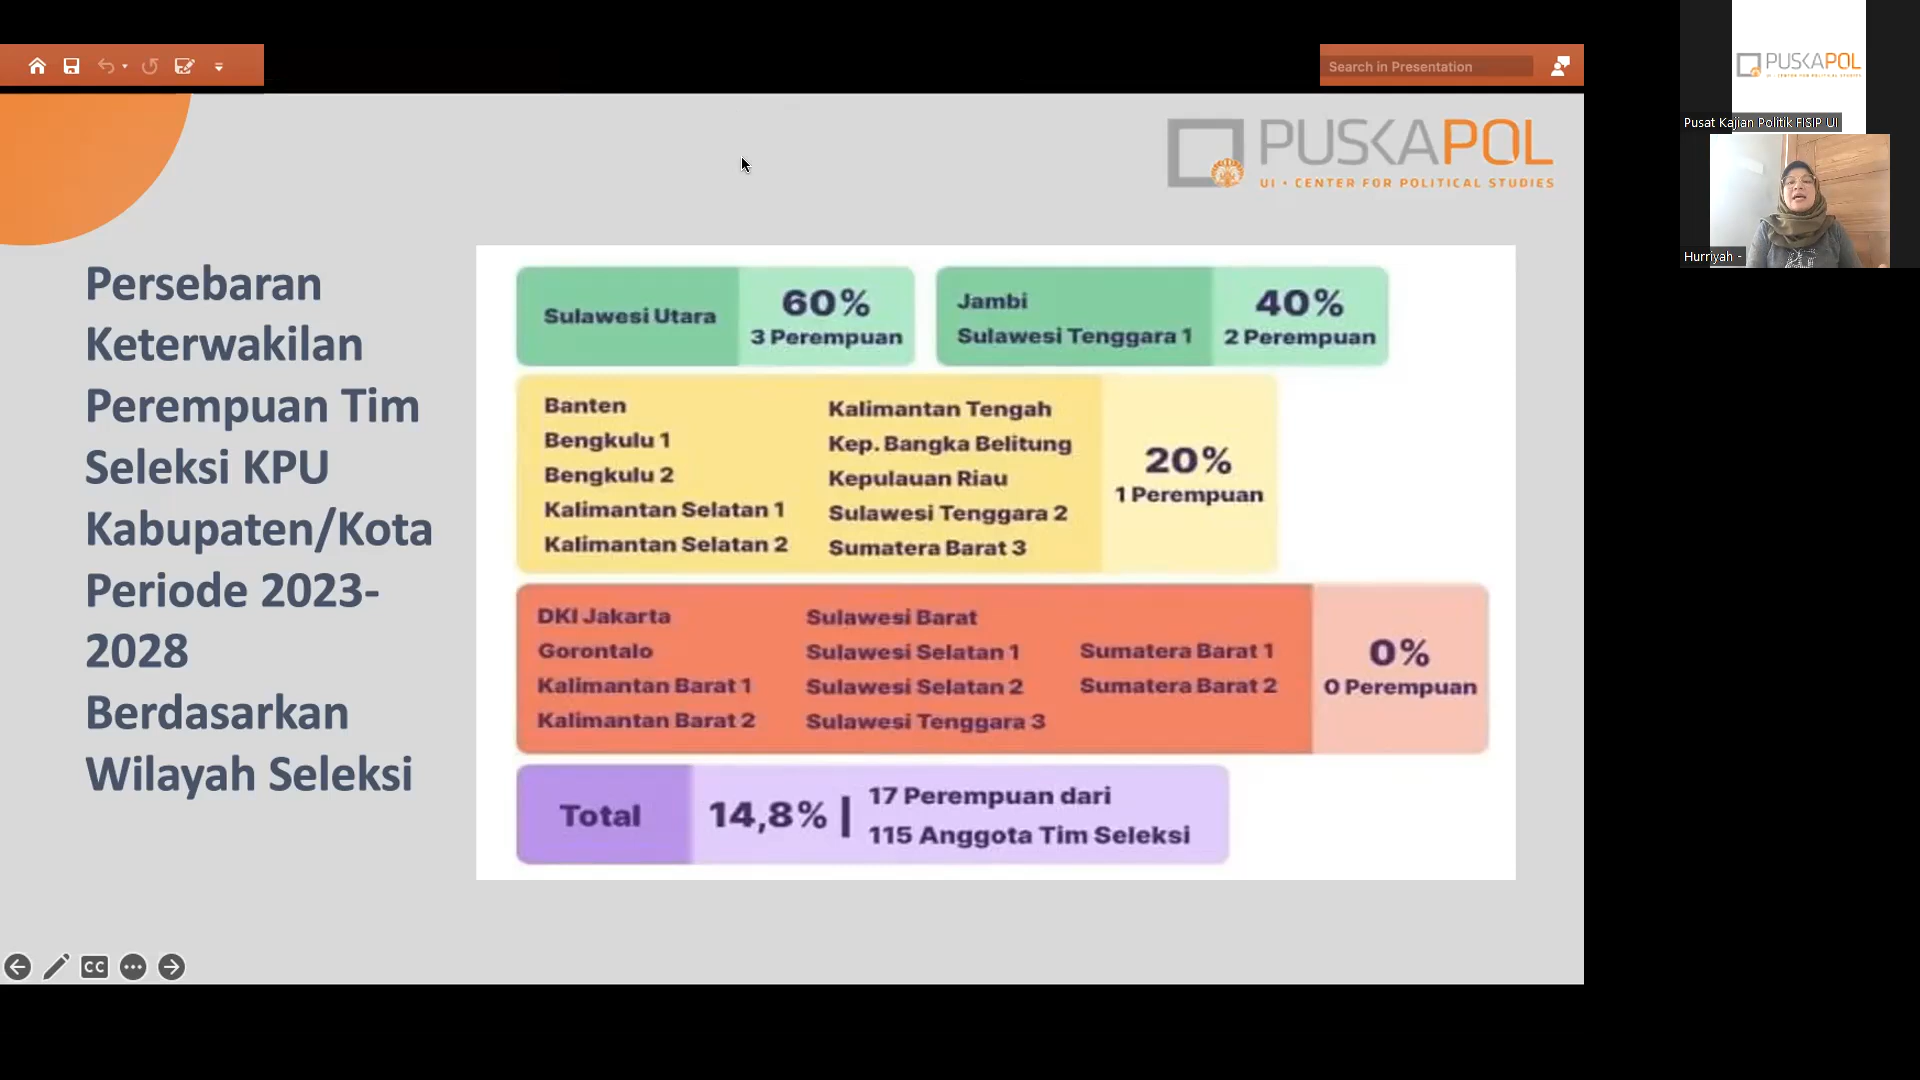 Search in Presentation
PUSKAPOL
UI • CENTER FOR POLITICAL STUDIES
Persebaran
Keterwakilan
Perempuan Tim
Seleksi KPU
Kabupaten/Kota
Periode 2023-
2028
Berdasarkan
Wilayah Seleksi
Sulawesi Utara
60%
3 Perempuan
Jambi
Sulawesi Tenggara 1
40%
2 Perempuan
Banten
Bengkulu 1
Bengkulu 2
Kalimantan Selatan 1
Kalimantan Selatan 2
Kalimantan Tengah
Kep. Bangka Belitung
Kepulauan Riau
Sulawesi Tenggara 2
Sumatera Barat 3
20%
1 Perempuan
DKI Jakarta
Gorontalo
Kalimantan Barat 1
Kalimantan Barat 2
Sulawesi Barat
Sulawesi Selatan 1
Sulawesi Selatan 2
Sulawesi Tenggara 3
Sumatera Barat 1
Sumatera Barat 2
0%
0 Perempuan
Total
14,8% |
17 Perempuan dari
115 Anggota Tim Seleksi
CC
PUSKAPOL
UI • CENTER FOR POLITICAL STUDIES
Pusat Kajian Politik FISIP UI
Hurriyah -